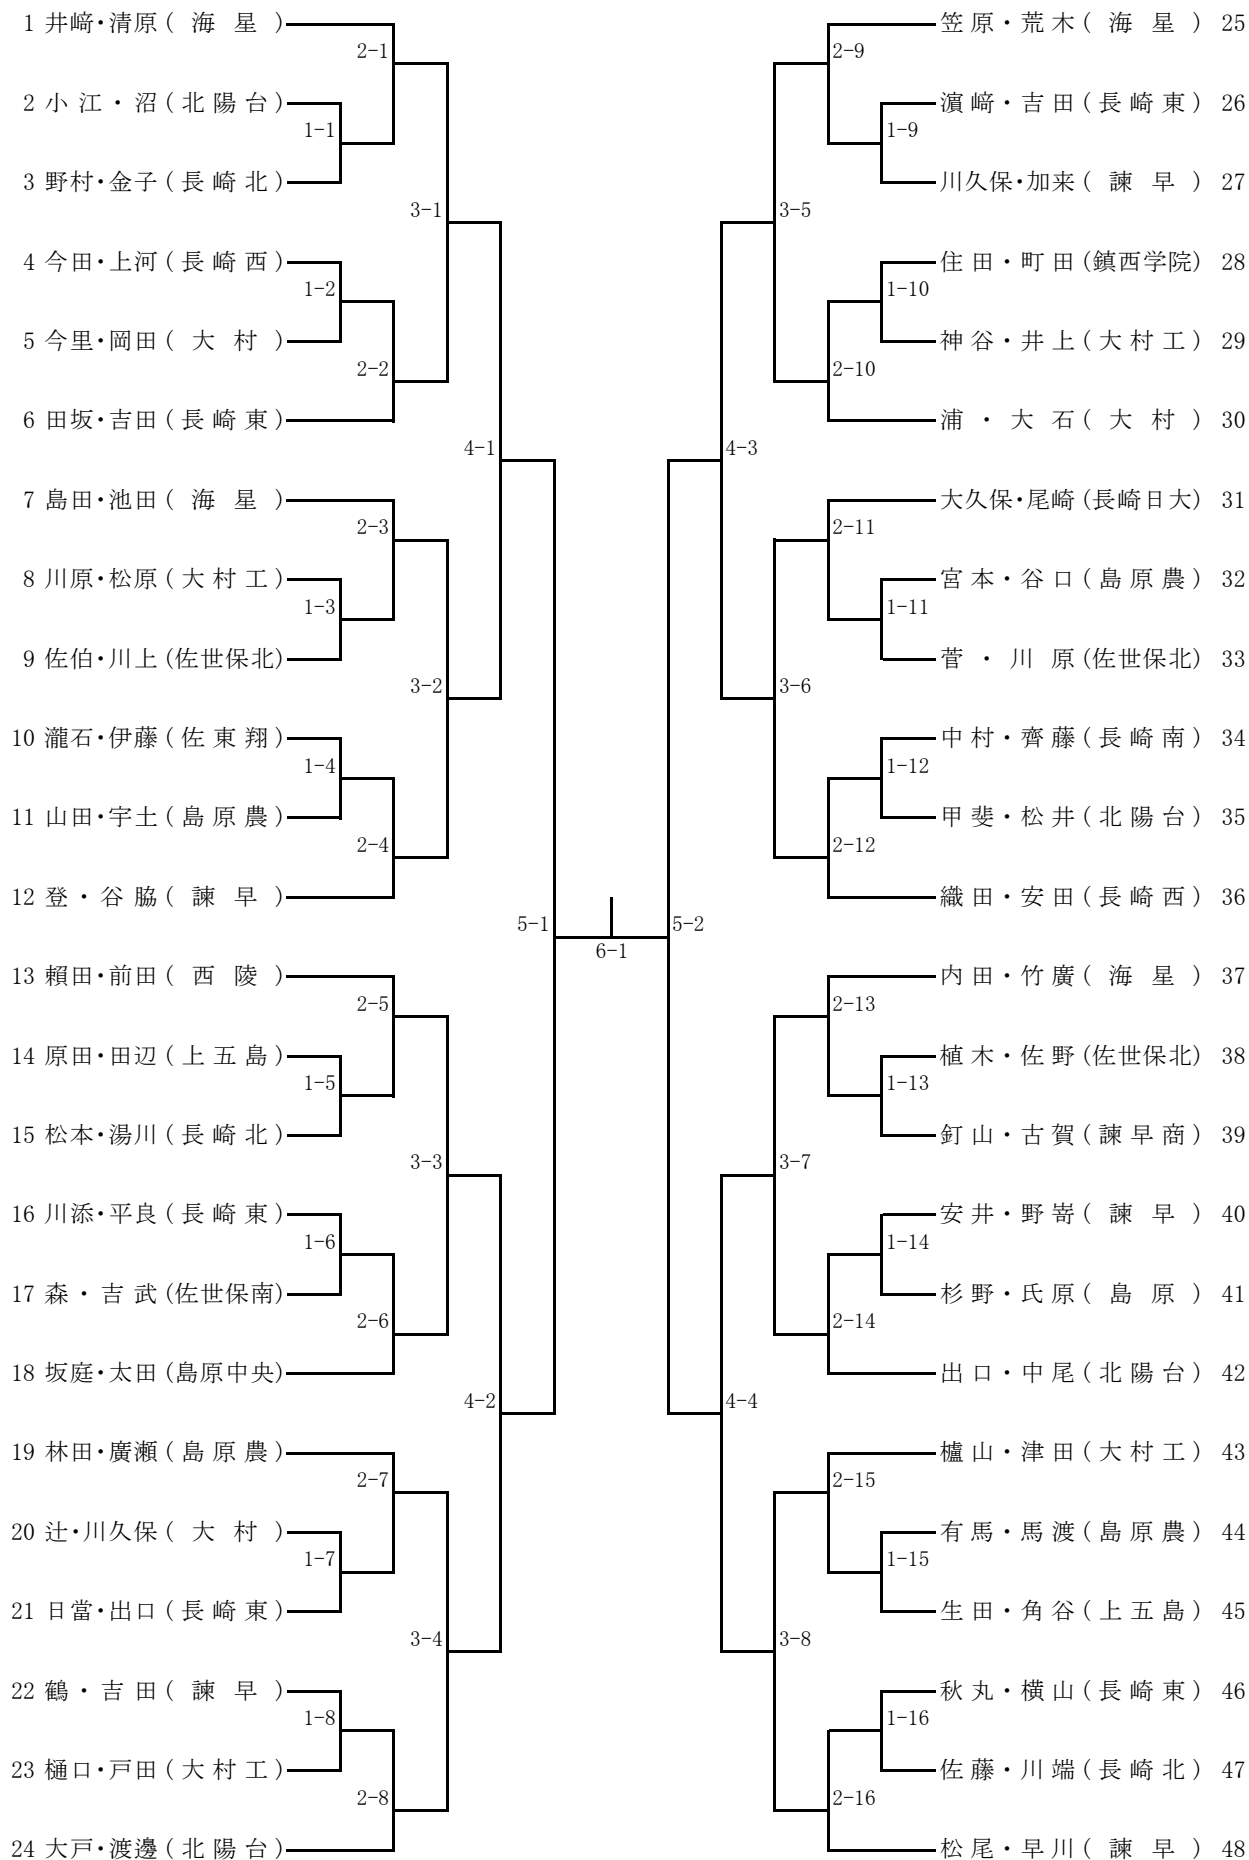 1 井﨑・清原 ( 海 星 )
2-1
2 小 江 ・ 沼 ( 北 陽 台 )
1-1
3 野村・金子 ( 長 崎 北 )
3-1
4 今田・上河 ( 長 崎 西 )
1-2
5 今里・岡田 ( 大 村 )
2-2
6 田坂・吉田 ( 長 崎 東 )
4-1
7 島田・池田 ( 海 星 )
2-3
8 川原・松原 ( 大 村 工 )
1-3
9 佐伯・川上 (佐世保北)
3-2
10 瀧石・伊藤 ( 佐 東 翔 )
1-4
11 山田・宇土 ( 島 原 農 )
2-4
12 登 ・ 谷 脇 ( 諫 早 )
5-1
13 頼田・前田 ( 西 陵 )
2-5
14 原田・田辺 ( 上 五 島 )
1-5
15 松本・湯川 ( 長 崎 北 )
3-3
16 川添・平良 ( 長 崎 東 )
1-6
17 森 ・ 吉 武 (佐世保南)
2-6
18 坂庭・太田 (島原中央)
4-2
19 林田・廣瀬 ( 島 原 農 )
2-7
20 辻・川久保 ( 大 村 )
1-7
21 日當・出口 ( 長 崎 東 )
3-4
22 鶴 ・ 吉 田 ( 諫 早 )
1-8
23 樋口・戸田 ( 大 村 工 )
2-8
24 大戸・渡邊 ( 北 陽 台 )
6-1
笠 原 ・ 荒 木 ( 海 星 ) 25
2-9
濵 﨑 ・ 吉 田 ( 長 崎 東 ) 26
1-9
川久保・加来 ( 諫 早 ) 27
3-5
住 田 ・ 町 田 (鎮西学院) 28
1-10
神 谷 ・ 井 上 ( 大 村 工 ) 29
2-10
浦 ・ 大 石 ( 大 村 ) 30
4-3
大久保・尾崎 (長崎日大) 31
2-11
宮 本 ・ 谷 口 ( 島 原 農 ) 32
1-11
菅 ・ 川 原 (佐世保北) 33
3-6
中 村 ・ 齊 藤 ( 長 崎 南 ) 34
1-12
甲 斐 ・ 松 井 ( 北 陽 台 ) 35
2-12
織 田 ・ 安 田 ( 長 崎 西 ) 36
5-2
内 田 ・ 竹 廣 ( 海 星 ) 37
2-13
植 木 ・ 佐 野 (佐世保北) 38
1-13
釘 山 ・ 古 賀 ( 諫 早 商 ) 39
3-7
安 井 ・ 野 嵜 ( 諫 早 ) 40
1-14
杉 野 ・ 氏 原 ( 島 原 ) 41
2-14
出 口 ・ 中 尾 ( 北 陽 台 ) 42
4-4
櫨 山 ・ 津 田 ( 大 村 工 ) 43
2-15
有 馬 ・ 馬 渡 ( 島 原 農 ) 44
1-15
生 田 ・ 角 谷 ( 上 五 島 ) 45
3-8
秋 丸 ・ 横 山 ( 長 崎 東 ) 46
1-16
佐 藤 ・ 川 端 ( 長 崎 北 ) 47
2-16
松 尾 ・ 早 川 ( 諫 早 ) 48